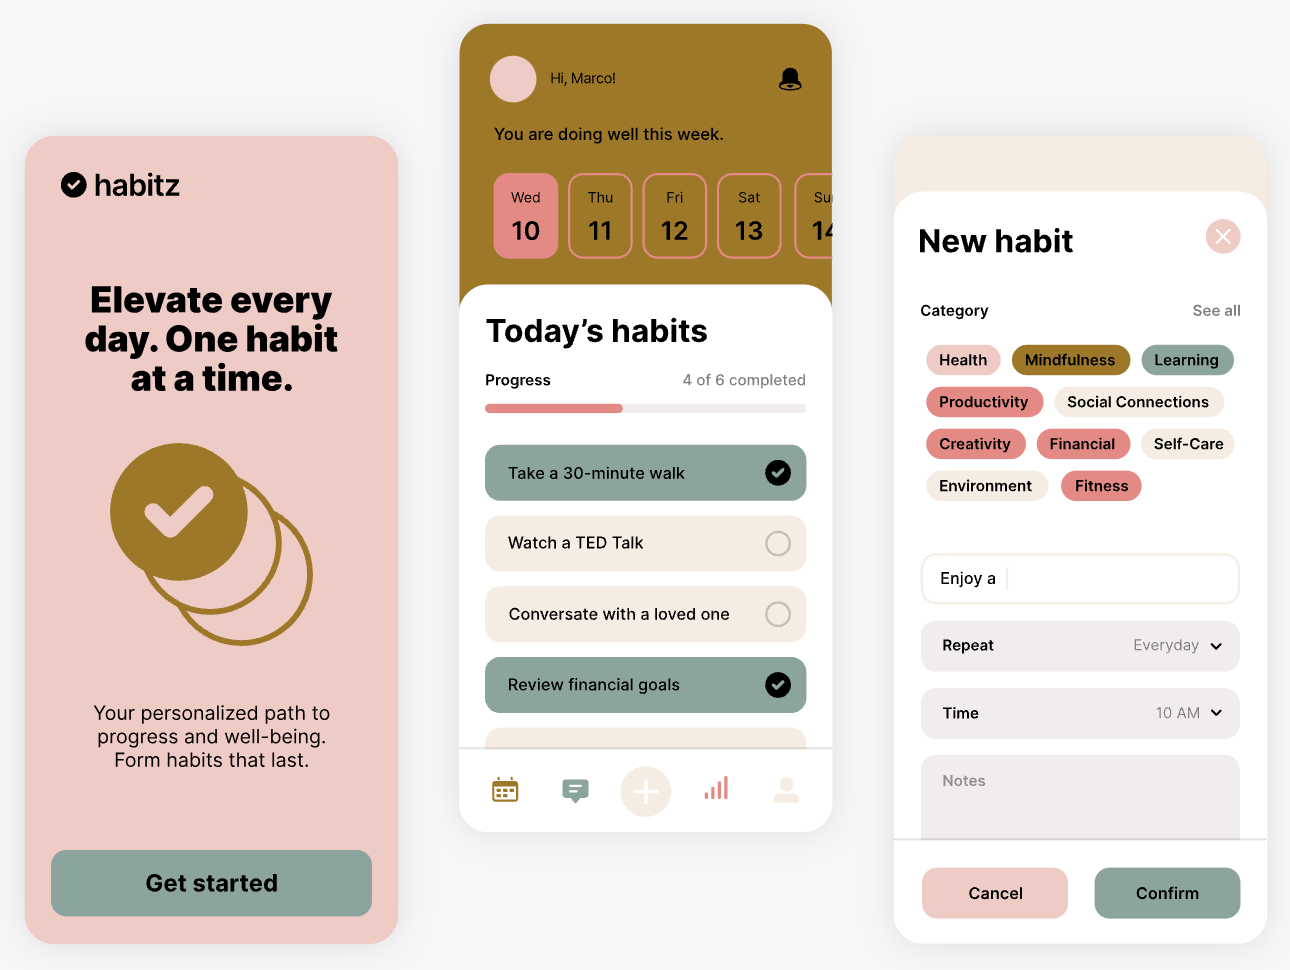 habitz
Elevate every
day. One habit
at a time.
Your personalized path to
progress and well-being.
Form habits that last.
Get started
Hi, Marco!
You are doing well this week.
Wed Thu Fri Sat Su
10 11 12 13 14
Today’s habits
Progress 4 of 6 completed
Take a 30-minute walk
Watch a TED Talk
Conversate with a loved one
Review financial goals
New habit
Category See all
Health Mindfulness Learning
Productivity Social Connections
Creativity Financial Self-Care
Environment Fitness
Enjoy a
Repeat Everyday
Time 10 AM
Notes
Cancel Confirm